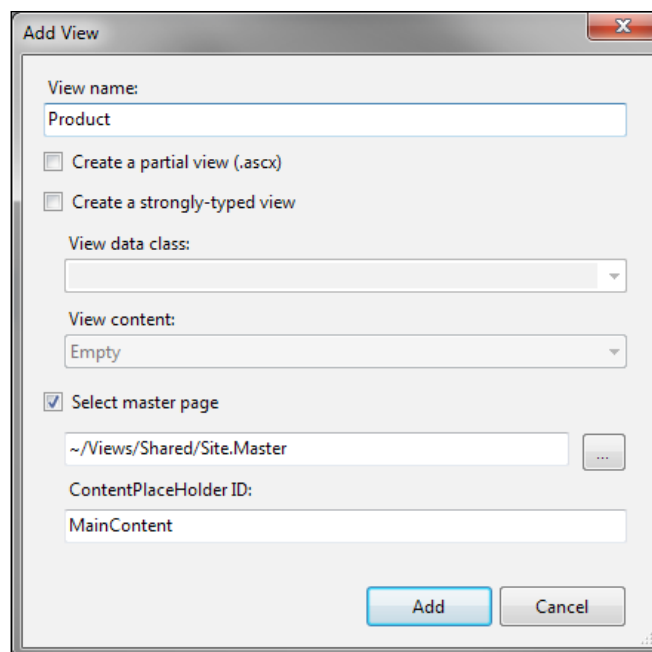 Add View
View name:
Product
Create a partial view (.ascx)
Create a strongly-typed view
View data class:
View content:
Empty
Select master page
~/Views/Shared/Site.Master
...
ContentPlaceHolder ID:
MainContent
Add
Cancel